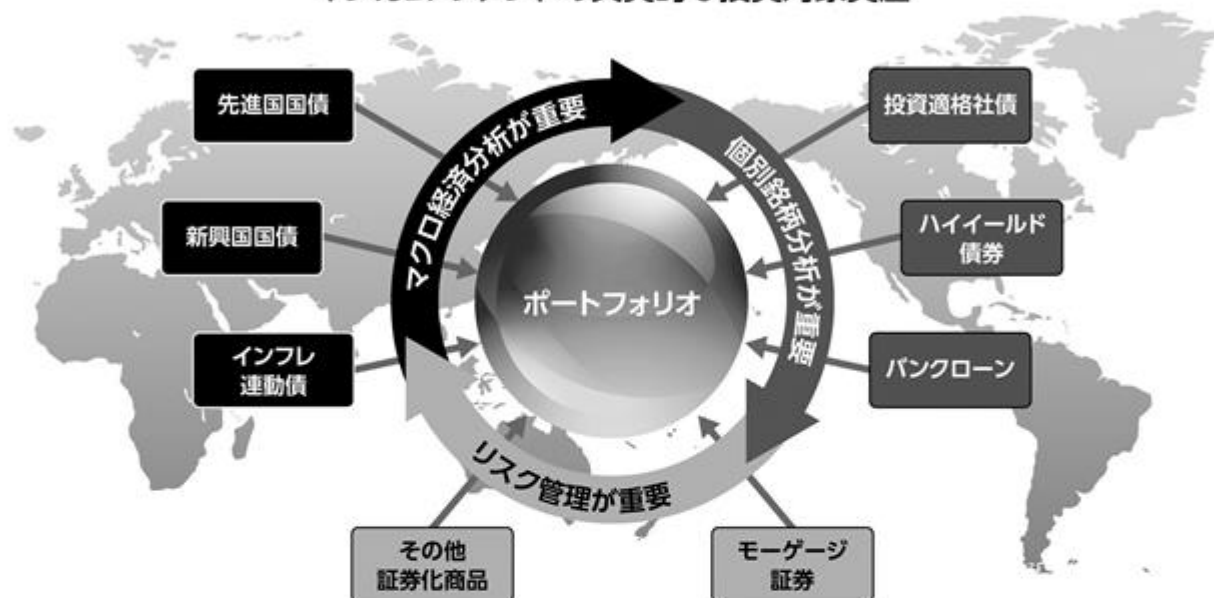 先進国国債
投資適格社債
マクロ経済分析が重要
個別銘柄分析が重要
新興国国債
ハイイールド
債券
ポートフォリオ
インフレ
連動債
バンクローン
リスク管理が重要
その他
証券化商品
モーゲージ
証券